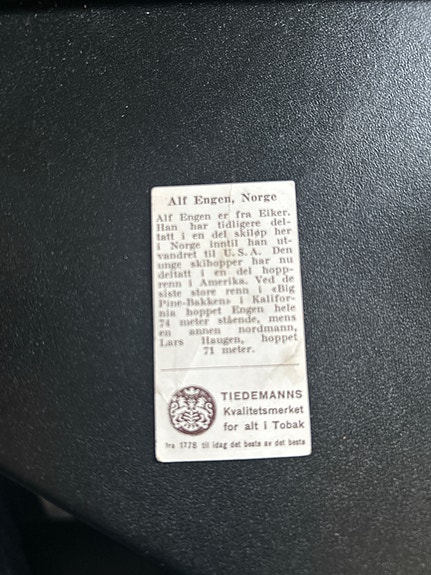 Alf Engen, Norge
Alf Engen er fra Eiker.
Han har tidligere del-
tatt i en del skiløp her
i Norge inntil han ut-
vandret til U. S. A. Den
unge skihopper har nu
deltatt i en del hopp-
renn i Amerika. Ved de
siste store renn i «Big
Pine-Bakken» i Kalifor-
nia hoppet Engen hele
74 meter stående, mens
en annen nordmann,
Lars Haugen, hoppet
71 meter.
TIEDEMANNS
Kvalitetsmerket
for alt i Tobak
fra 1778 til idag det beste av det beste